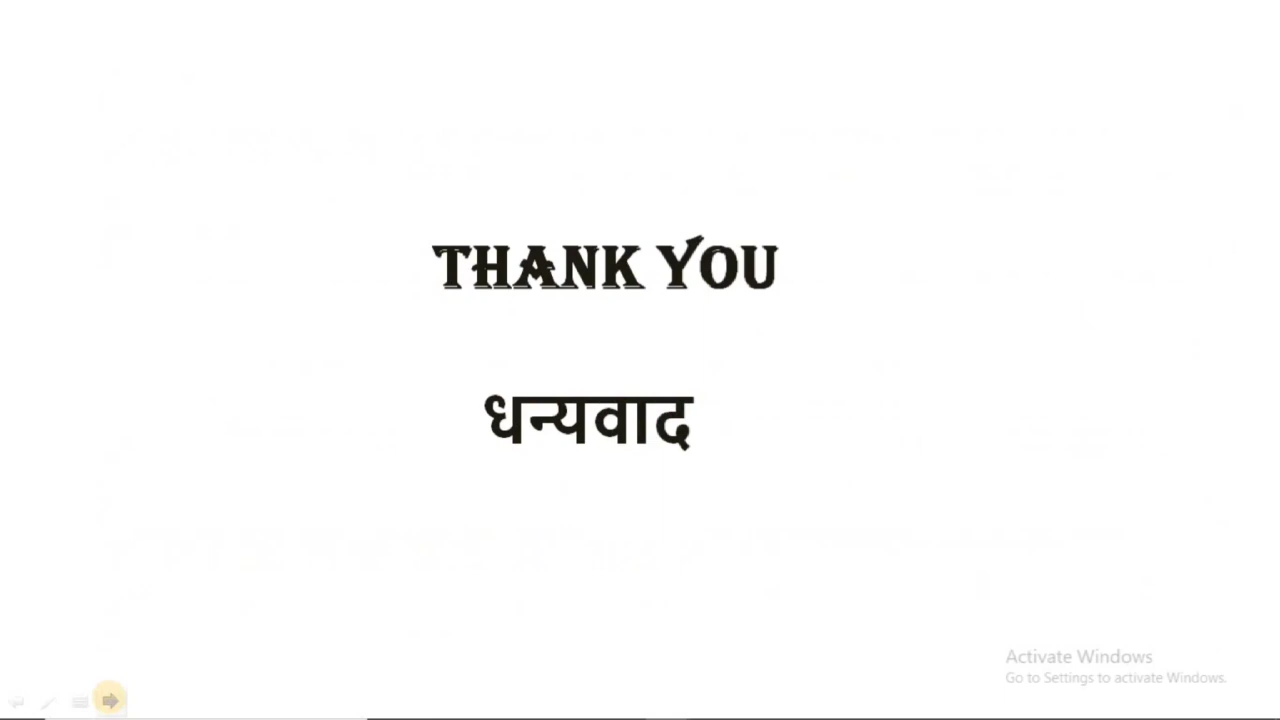 THANK YOU
धन्यवाद
Activate Windows
Go to Settings to activate Windows.